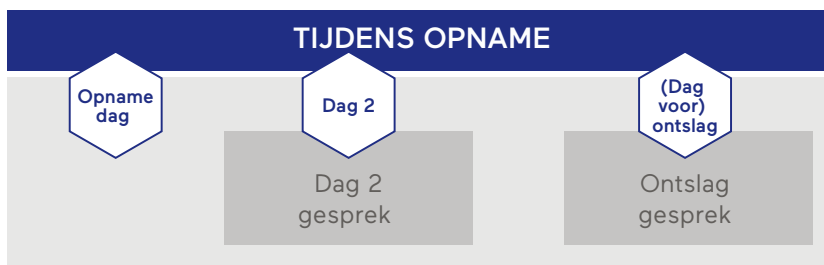 TIJDENS OPNAME
Opname
dag
Dag 2
(Dag
voor)
ontslag
Dag 2
gesprek
Ontslag
gesprek